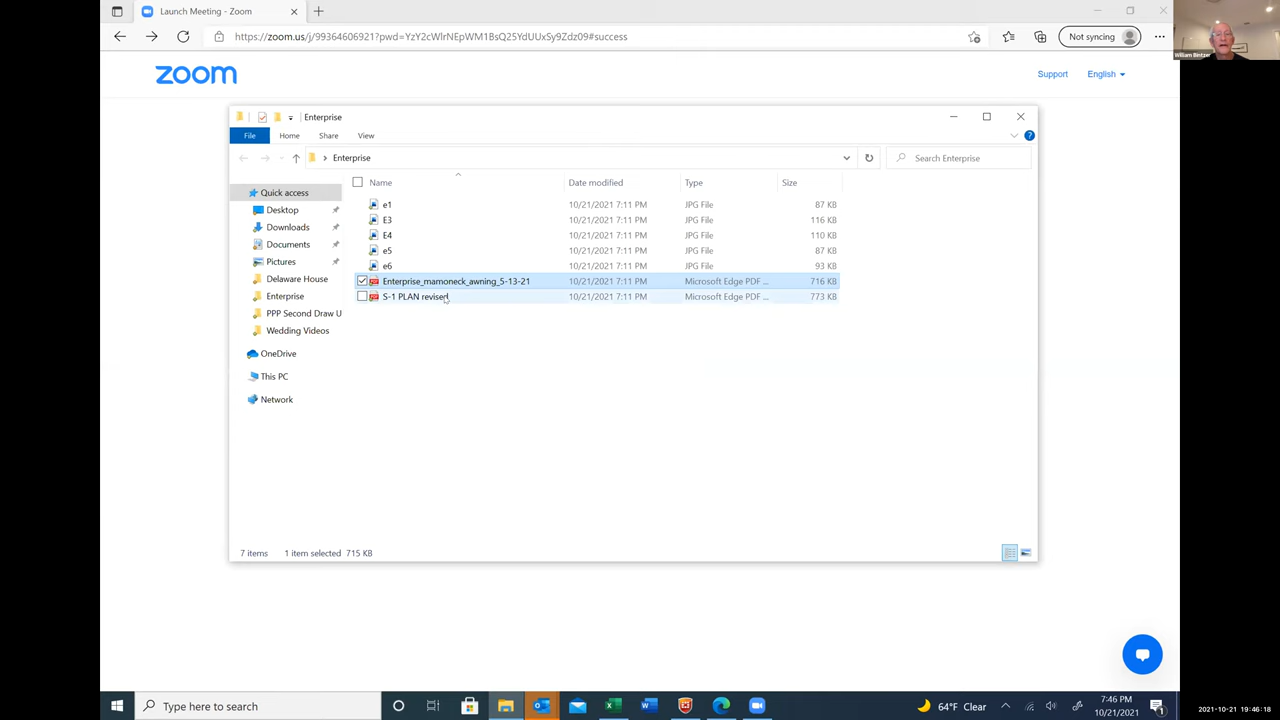 Launch Meeting - Zoom
https://zoom.us/j/99364606921?pwd=YzY2cWlrNEpWM1BsQ25YdUUxSy9Zdz09#success
Not syncing
William Bintzer
zoom
Support
English
Enterprise
File
Home
Share
View
Enterprise
Search Enterprise
Name
Date modified
Type
Size
Quick access
Desktop
Downloads
Documents
Pictures
Delaware House
Enterprise
PPP Second Draw U
Wedding Videos
OneDrive
This PC
Network
e1 10/21/2021 7:11 PM JPG File 87 KB
E3 10/21/2021 7:11 PM JPG File 116 KB
E4 10/21/2021 7:11 PM JPG File 110 KB
e5 10/21/2021 7:11 PM JPG File 87 KB
e6 10/21/2021 7:11 PM JPG File 93 KB
Enterprise_mamoneck_awning_5-13-21 10/21/2021 7:11 PM Microsoft Edge PDF ... 716 KB
S-1 PLAN revised 10/21/2021 7:11 PM Microsoft Edge PDF ... 773 KB
7 items
1 item selected 715 KB
Type here to search
64°F Clear
7:46 PM
10/21/2021
1
2021-10-21 19:46:18